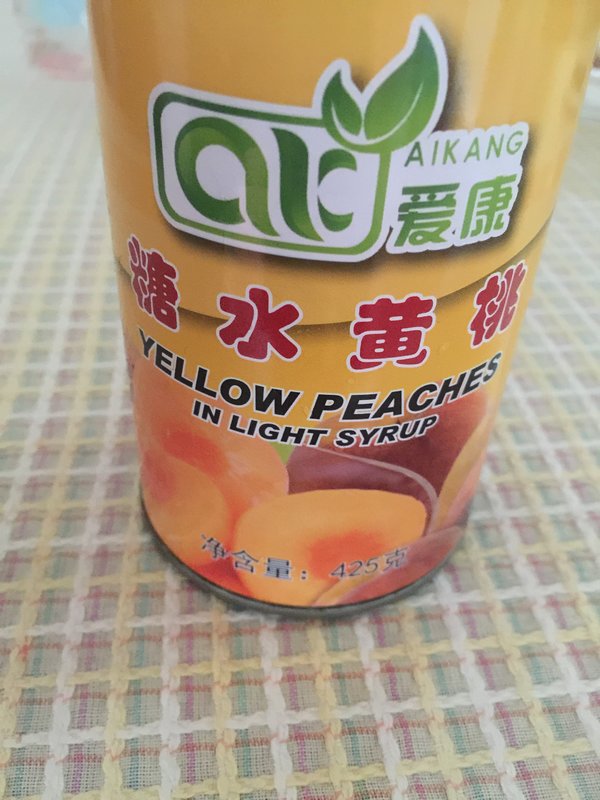 ak
AIKANG
爱康
糖水黄桃
YELLOW PEACHES
IN LIGHT SYRUP
净含量：425克